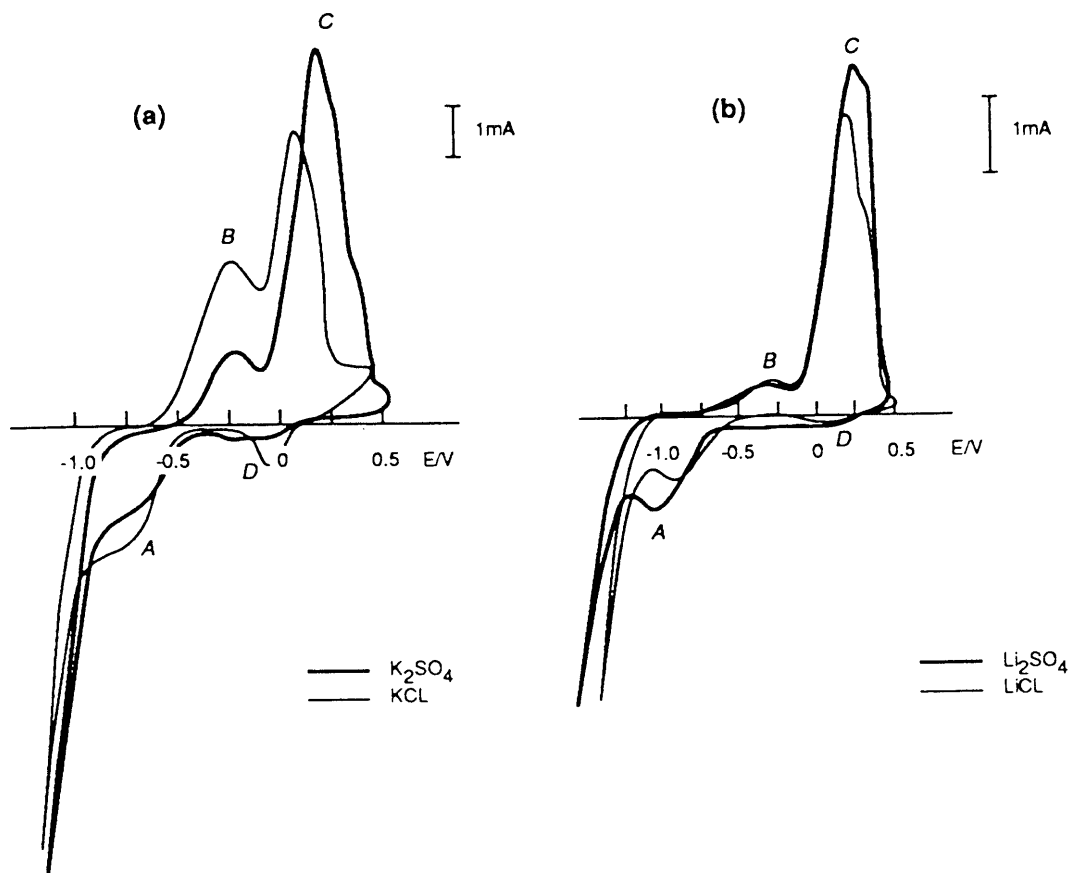 (a)
C
B
1mA
-1.0
-0.5
D
0
0.5
E/V
A
K₂SO₄
KCL
(b)
C
1mA
B
-1.0
-0.5
0
D
0.5
E/V
A
Li₂SO₄
LiCL